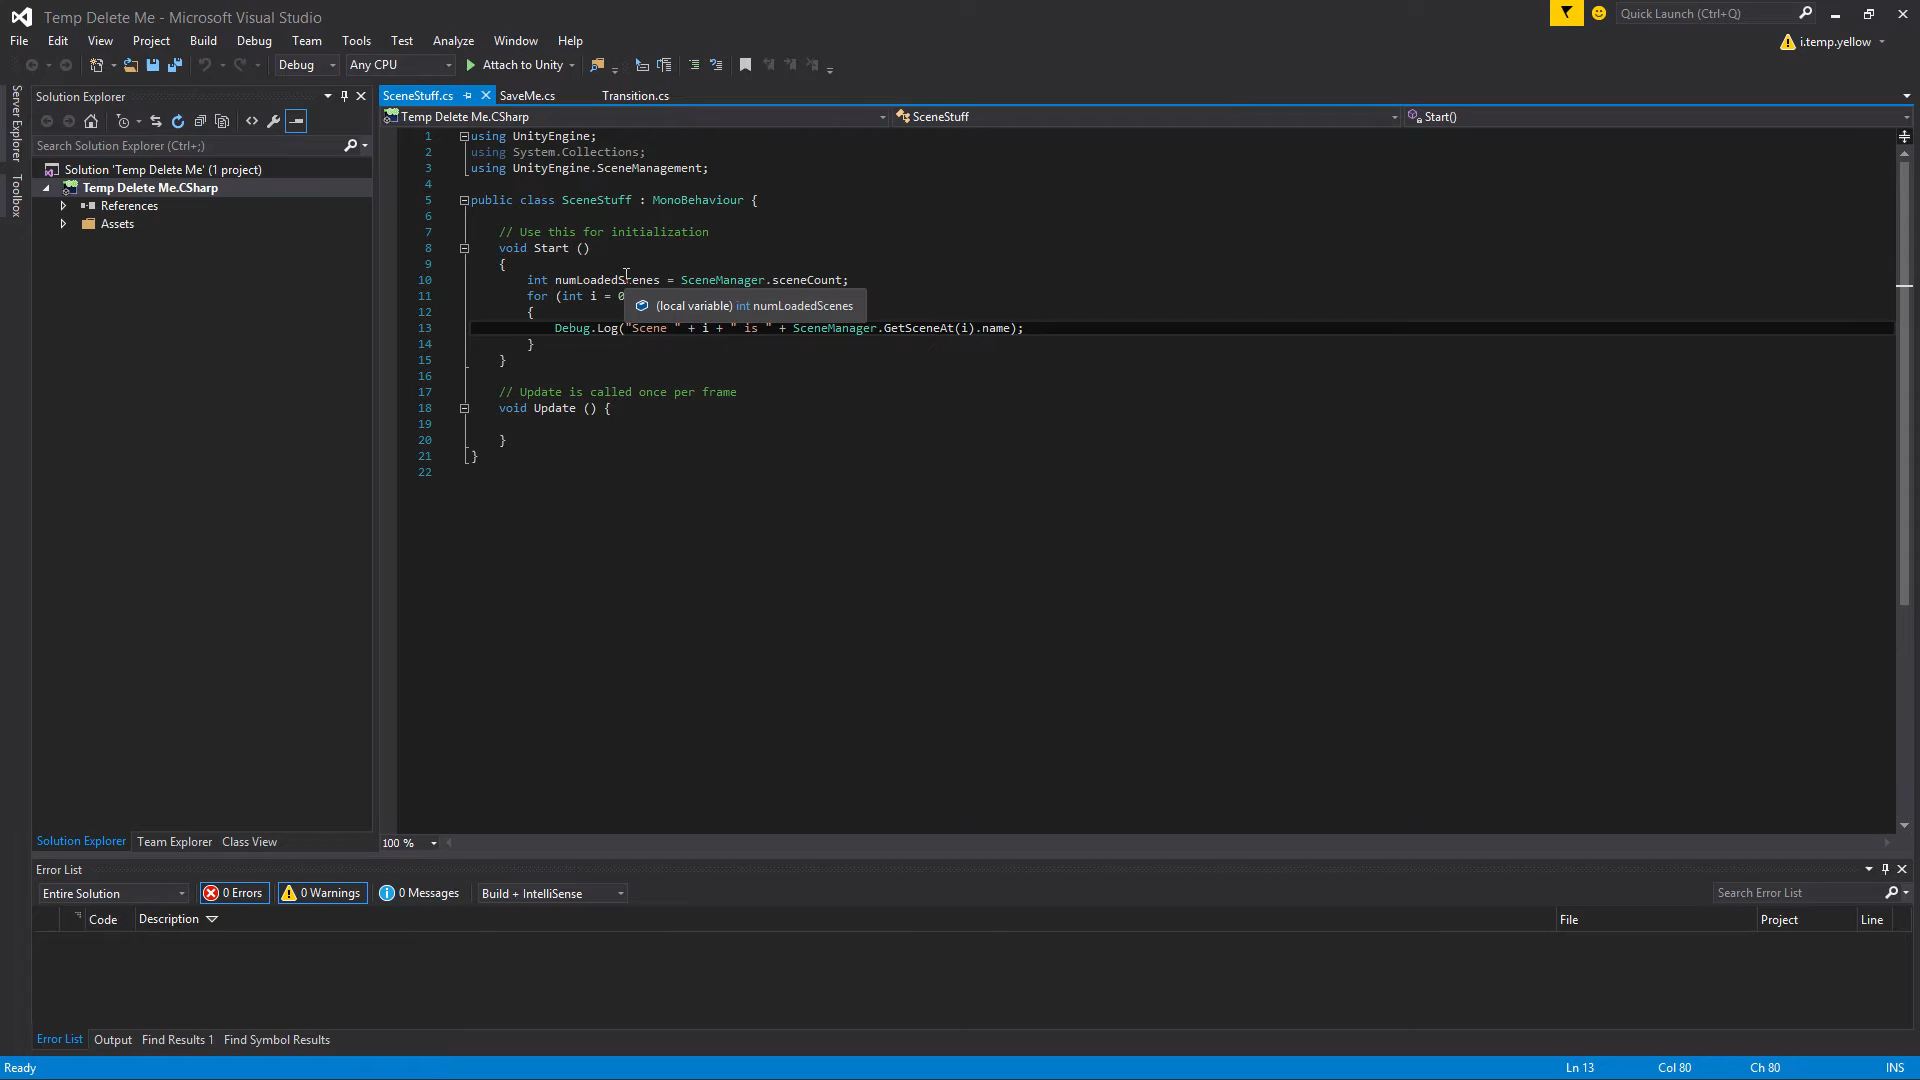 Temp Delete Me - Microsoft Visual Studio
Quick Launch (Ctrl+Q)
File Edit View Project Build Debug Team Tools Test Analyze Window Help
i.temp.yellow
Debug Any CPU Attach to Unity
Server Explorer
Toolbox
Solution Explorer
SceneStuff.cs SaveMe.cs Transition.cs
Temp Delete Me.CSharp SceneStuff Start()
Search Solution Explorer (Ctrl+;)
Solution 'Temp Delete Me' (1 project)
Temp Delete Me.CSharp
References
Assets
1 using UnityEngine;
2 using System.Collections;
3 using UnityEngine.SceneManagement;
4
5 public class SceneStuff : MonoBehaviour {
6
7 // Use this for initialization
8 void Start ()
9 {
10 int numLoadedScenes = SceneManager.sceneCount;
11 for (int i = 0
(local variable) int numLoadedScenes
12 {
13 Debug.Log("Scene " + i + " is " + SceneManager.GetSceneAt(i).name);
14 }
15 }
16
17 // Update is called once per frame
18 void Update () {
19
20 }
21 }
22
Solution Explorer Team Explorer Class View
100 %
Error List
Entire Solution 0 Errors 0 Warnings 0 Messages Build + IntelliSense
Search Error List
Code Description File Project Line
Error List Output Find Results 1 Find Symbol Results
Ready Ln 13 Col 80 Ch 80 INS